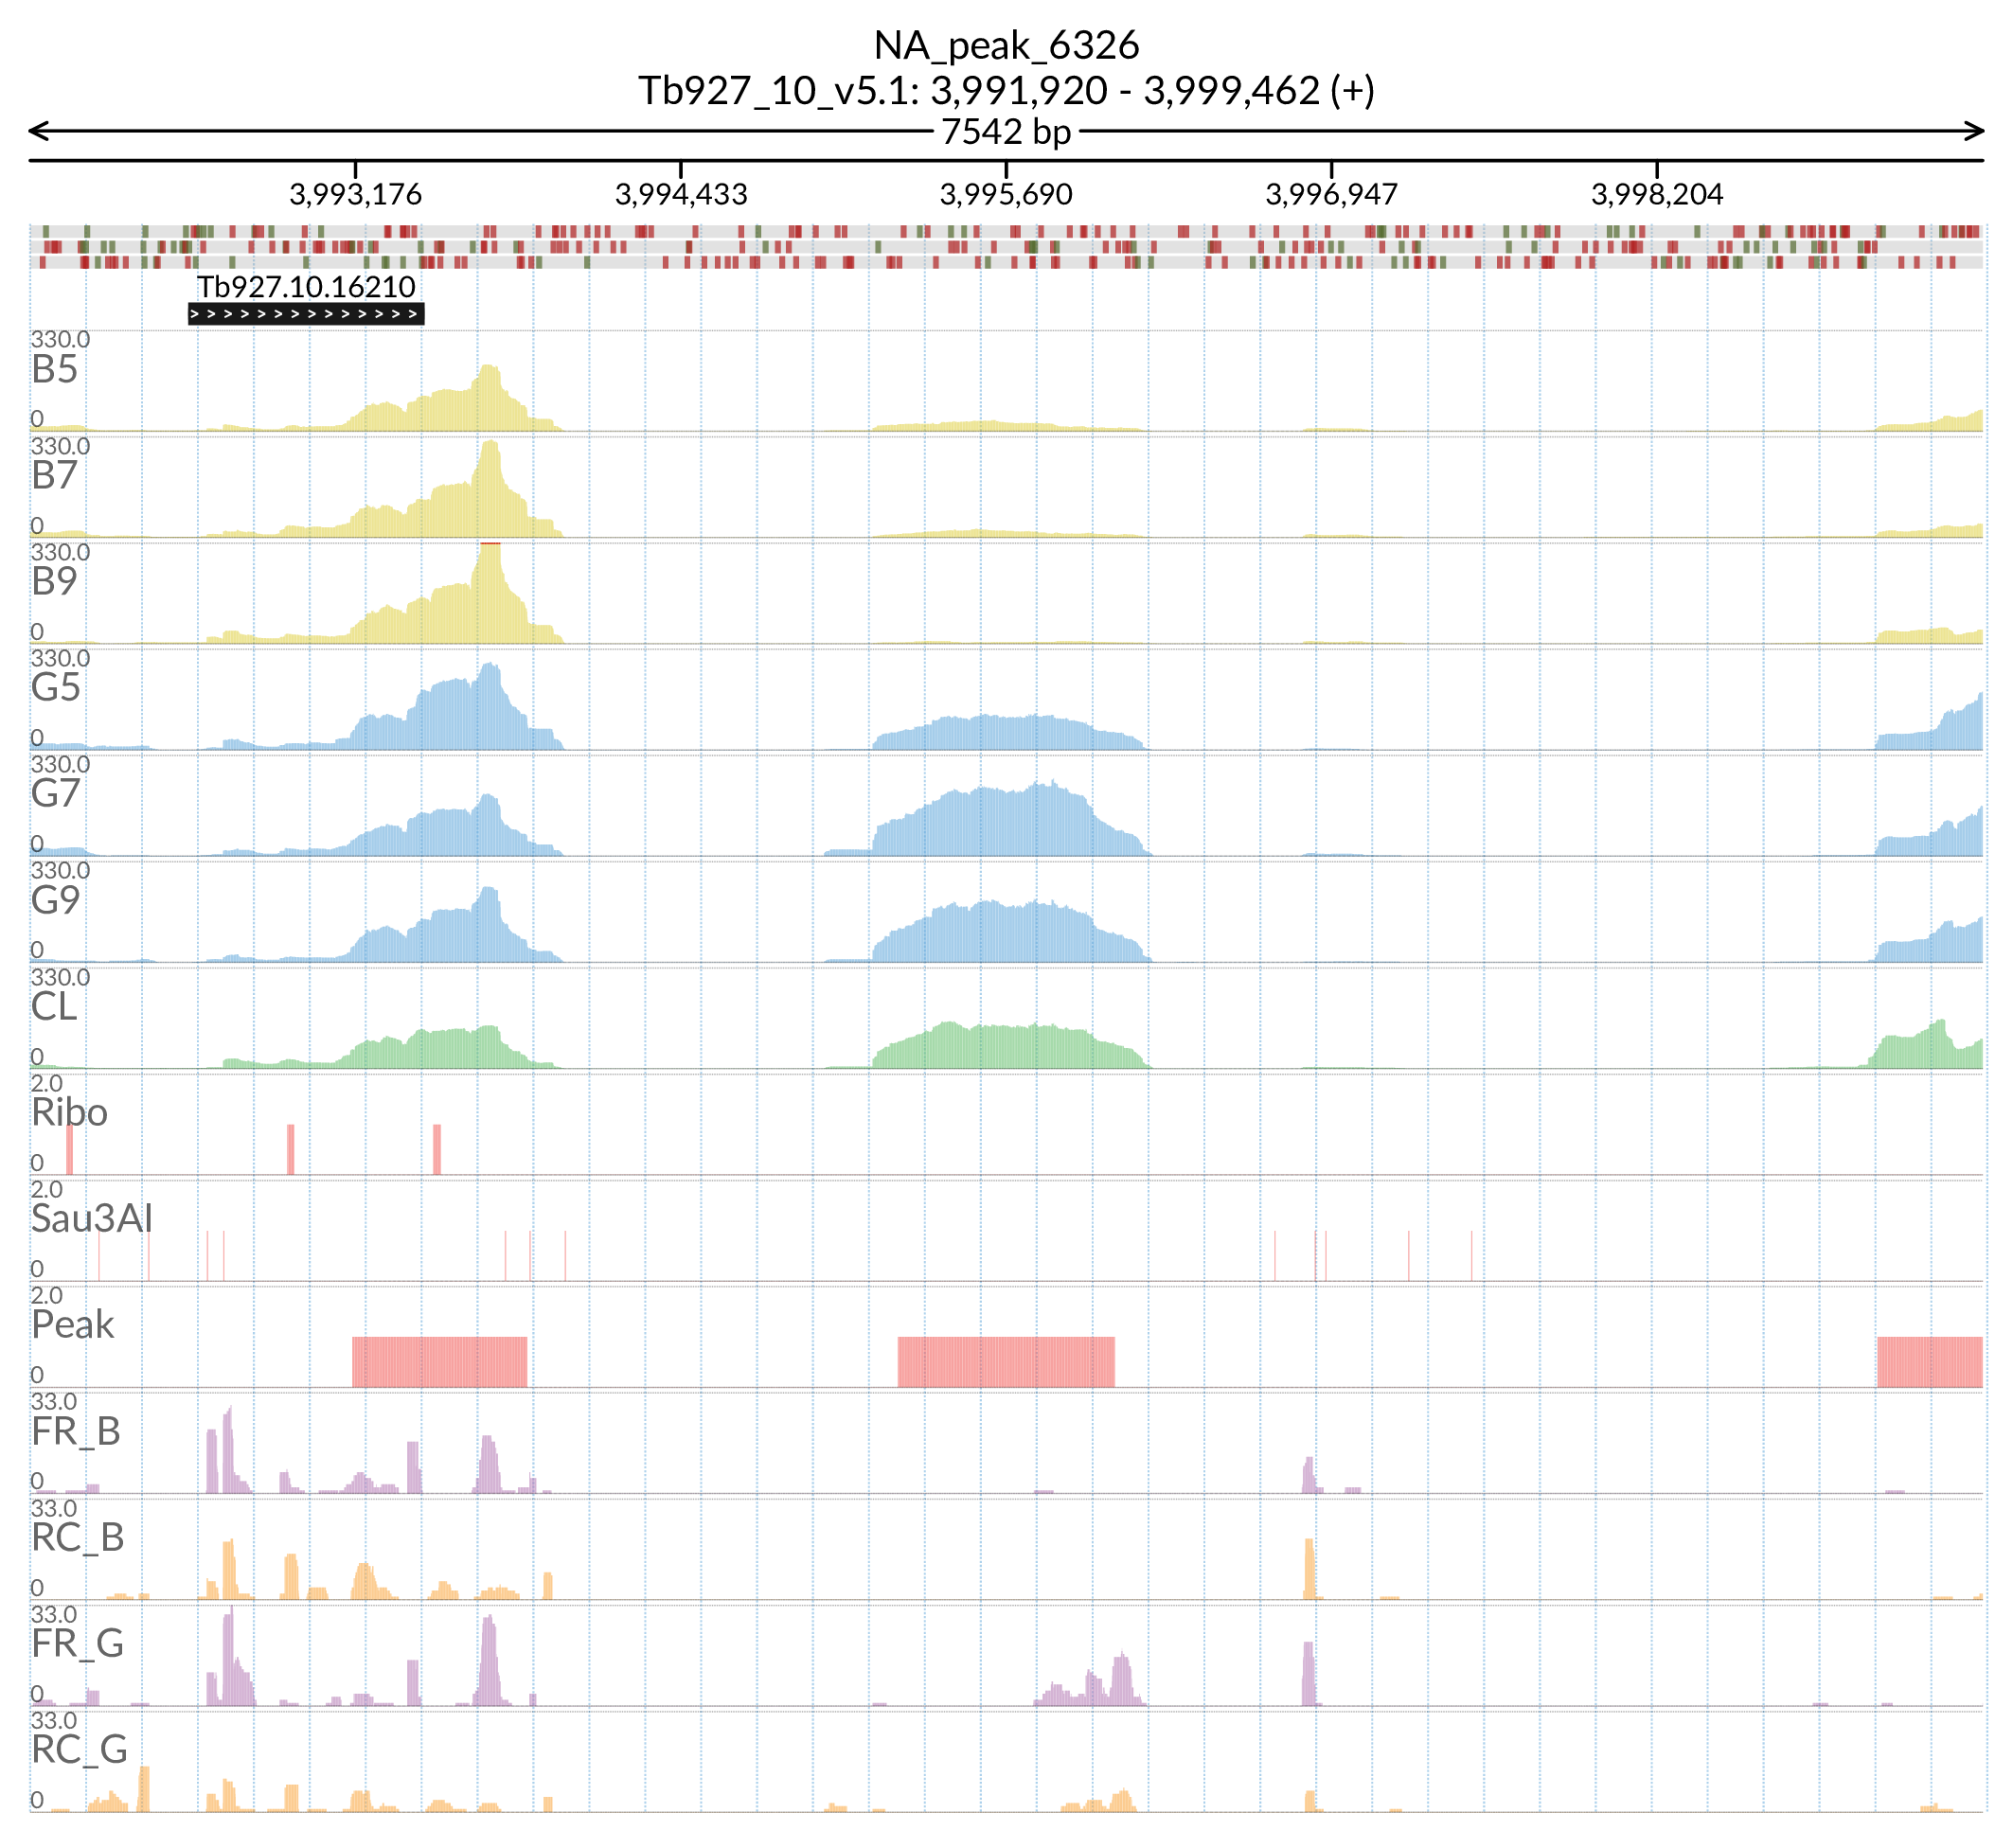 NA_peak_6326
Tb927_10_v5.1: 3,991,920 - 3,999,462 (+)
7542 bp
3,993,176 3,994,433 3,995,690 3,996,947 3,998,204
Tb927.10.16210
330.0
B5
0
330.0
B7
0
330.0
B9
0
330.0
G5
0
330.0
G7
0
330.0
G9
0
330.0
CL
0
2.0
Ribo
0
2.0
Sau3AI
0
2.0
Peak
0
33.0
FR_B
0
33.0
RC_B
0
33.0
FR_G
0
33.0
RC_G
0